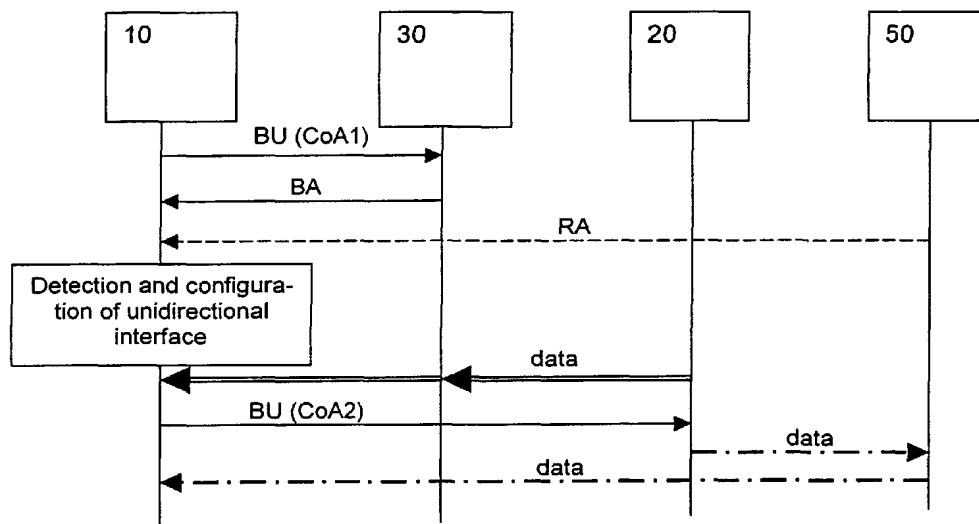 10
30
20
50
BU (CoA1)
BA
RA
Detection and configura-
tion of unidirectional
interface
data
BU (CoA2)
data
data